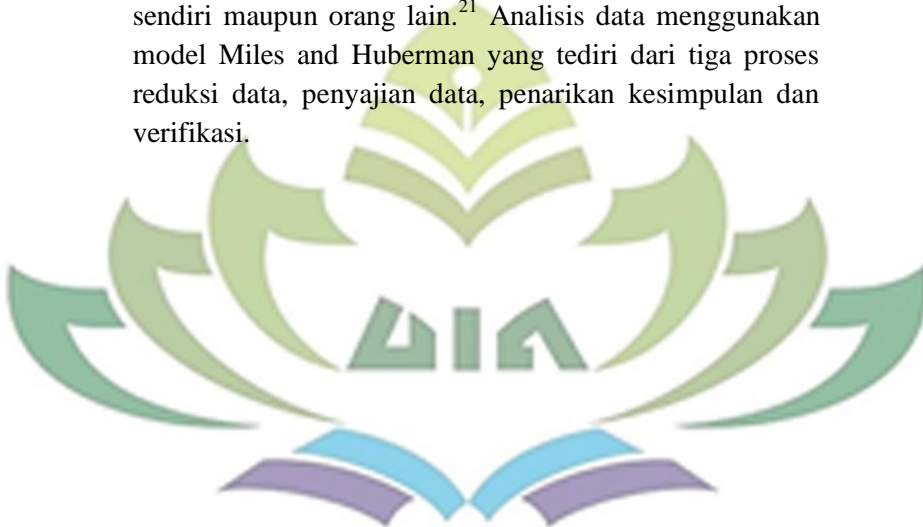 sendiri maupun orang lain.²¹ Analisis data menggunakan
model Miles and Huberman yang tediri dari tiga proses
reduksi data, penyajian data, penarikan kesimpulan dan
verifikasi.
UIN